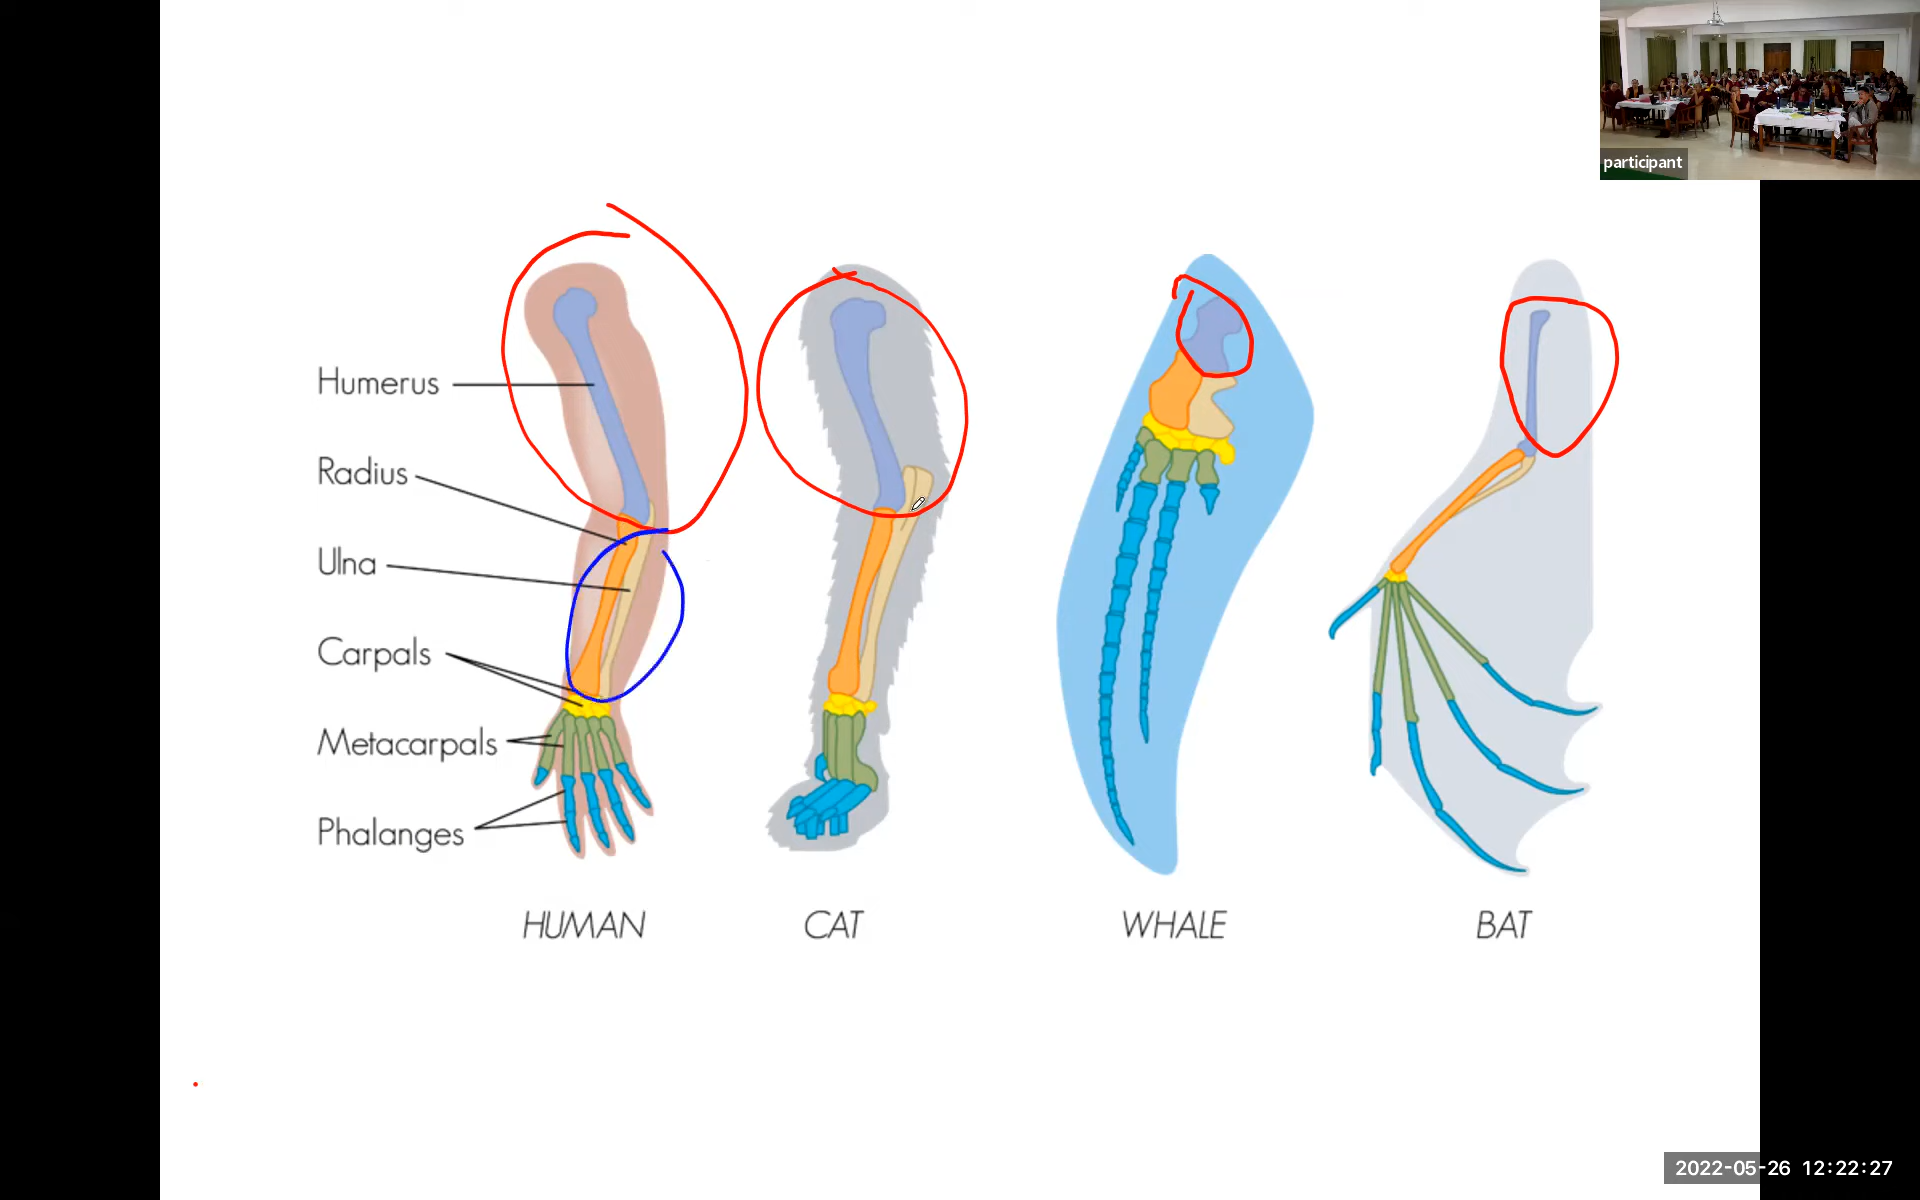 participant
Humerus
Radius
Ulna
Carpals
Metacarpals
Phalanges
HUMAN CAT WHALE BAT
2022-05-26 12:22:27